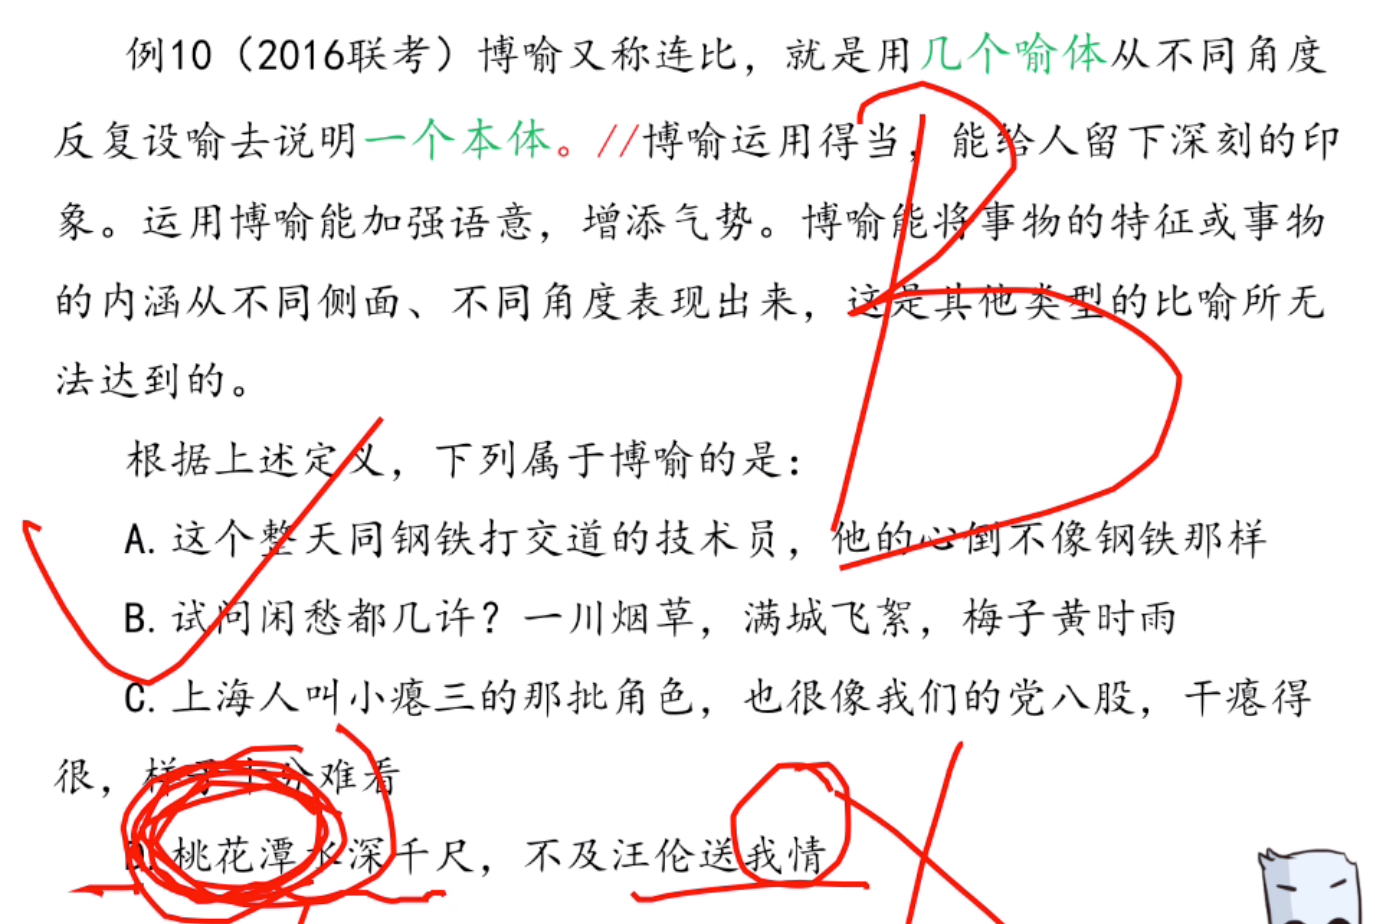 例10（2016联考）博喻又称连比，就是用几个喻体从不同角度
反复设喻去说明一个本体。//博喻运用得当，能给人留下深刻的印
象。运用博喻能加强语意，增添气势。博喻能将事物的特征或事物
的内涵从不同侧面、不同角度表现出来，这是其他类型的比喻所无
法达到的。
根据上述定义，下列属于博喻的是：
A.这个整天同钢铁打交道的技术员，他的心倒不像钢铁那样
B.试问闲愁都几许？一川烟草，满城飞絮，梅子黄时雨
C.上海人叫小瘪三的那批角色，也很像我们的党八股，干瘪得
很，样子十分难看
D.桃花潭水深千尺，不及汪伦送我情
B